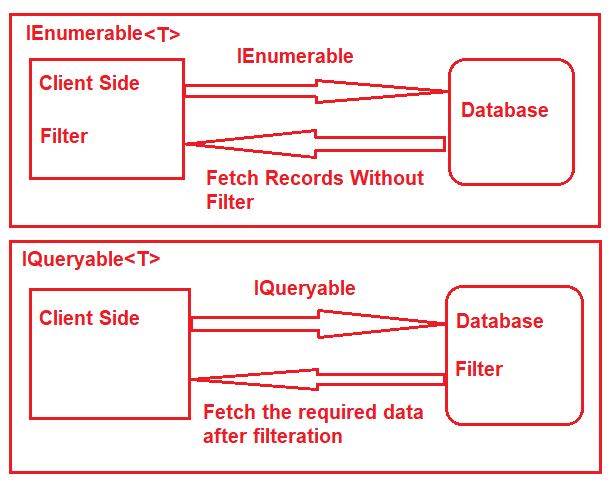 IEnumerable<T>
IEnumerable
Client Side
Database
Filter
Fetch Records Without
Filter
IQueryable<T>
IQueryable
Client Side
Database
Filter
Fetch the required data
after filteration